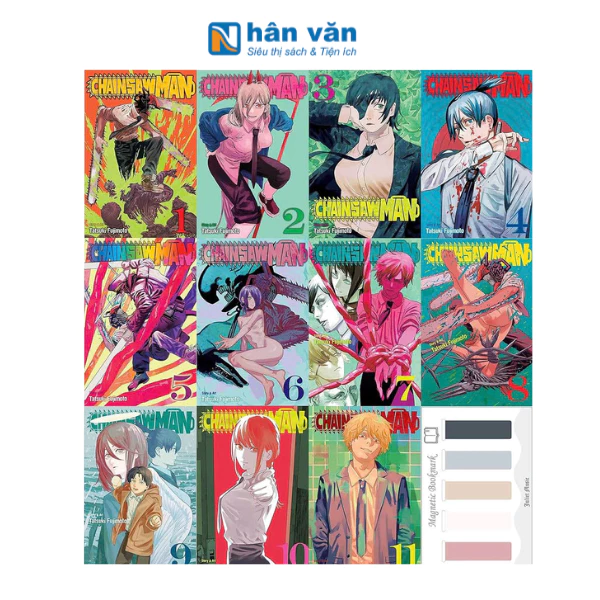 hân văn
Siêu thị sách & Tiện ích
CHAINSAW MAN
Tatsuki Fujimoto
1
CHAINSAW MAN
Tatsuki Fujimoto
2
3
CHAINSAW MAN
Tatsuki Fujimoto
CHAINSAW MAN
Tatsuki Fujimoto
4
CHAINSAW MAN
Tatsuki Fujimoto
5
CHAINSAW MAN
Tatsuki Fujimoto
6
CHAINSAW MAN
Tatsuki Fujimoto
7
CHAINSAW MAN
Tatsuki Fujimoto
8
CHAINSAW MAN
Tatsuki Fujimoto
9
CHAINSAW MAN
10
CHAINSAW MAN
11
Magnetic Bookmark